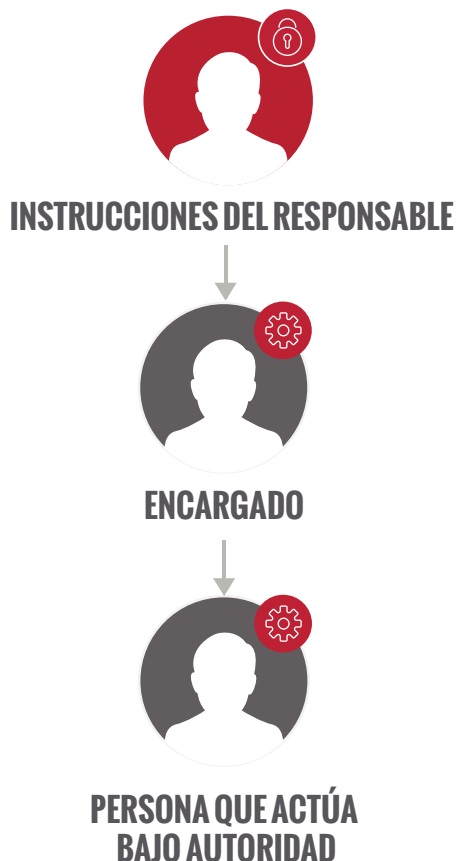 INSTRUCCIONES DEL RESPONSABLE
ENCARGADO
PERSONA QUE ACTÚA
BAJO AUTORIDAD